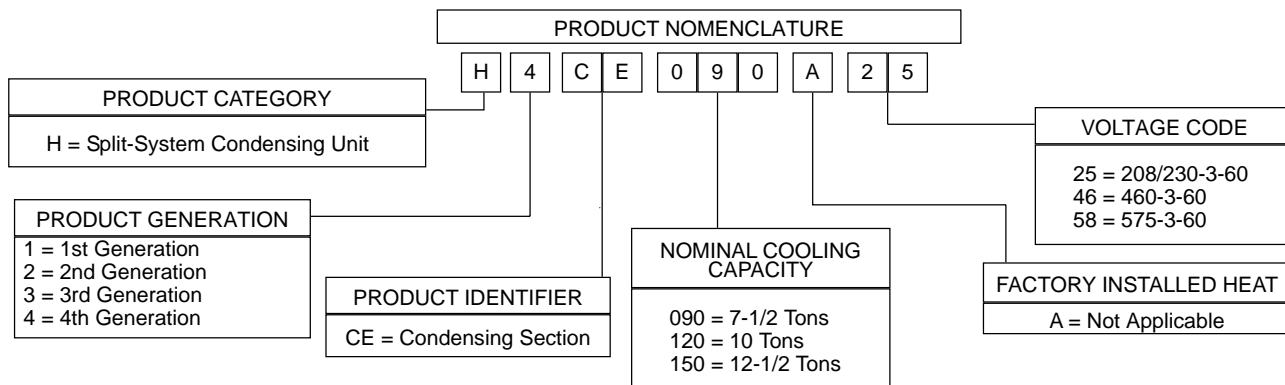 PRODUCT NOMENCLATURE
H 4 C E 0 9 0 A 2 5
PRODUCT CATEGORY
H = Split-System Condensing Unit
PRODUCT GENERATION
1 = 1st Generation
2 = 2nd Generation
3 = 3rd Generation
4 = 4th Generation
PRODUCT IDENTIFIER
CE = Condensing Section
NOMINAL COOLING
CAPACITY
090 = 7-1/2 Tons
120 = 10 Tons
150 = 12-1/2 Tons
FACTORY INSTALLED HEAT
A = Not Applicable
VOLTAGE CODE
25 = 208/230-3-60
46 = 460-3-60
58 = 575-3-60